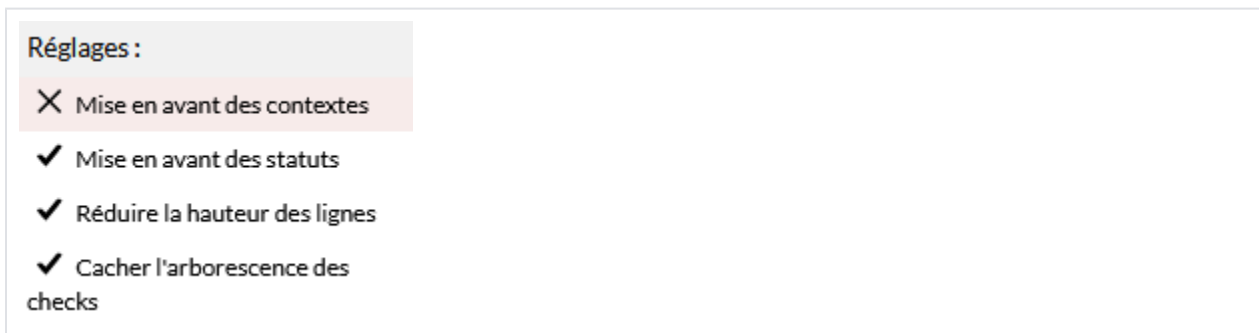 Réglages :
Mise en avant des contextes
Mise en avant des statuts
Réduire la hauteur des lignes
Cacher l'arborescence des
checks